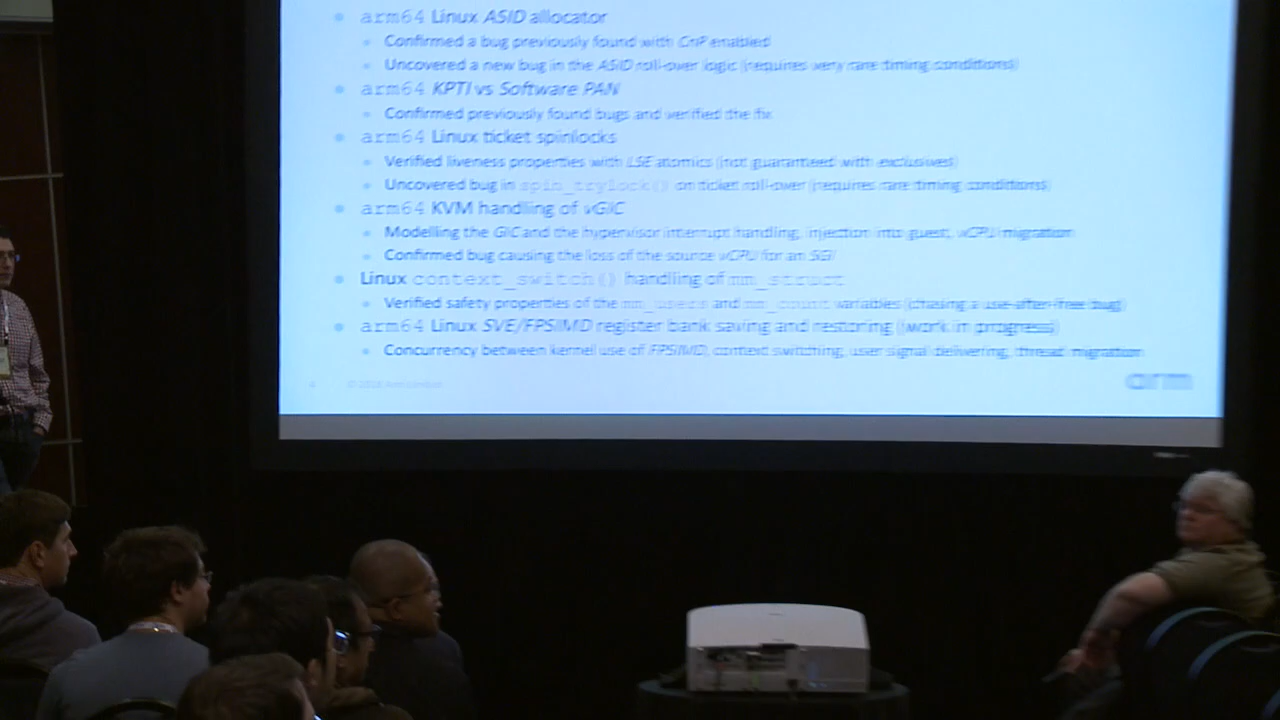 arm64 Linux ASID allocator
Confirmed a bug previously found with CnP enabled
Uncovered a new bug in the ASID roll-over logic (requires very rare timing conditions)
arm64 KPTI vs Software PAN
Confirmed previously found bugs and verified the fix
arm64 Linux ticket spinlocks
Verified liveness properties with LSE atomics (not guaranteed with exclusives)
Uncovered bug in spin_trylock() on ticket roll-over (requires rare timing conditions)
arm64 KVM handling of vGIC
Modelling the GIC and the hypervisor interrupt handling, injection into guest, vCPU migration
Confirmed bug causing the loss of the source vCPU for an SGI
Linux context_switch() handling of mm_struct
Verified safety properties of the mm_users and mm_count variables (chasing a use-after-free bug)
arm64 Linux SVE/FPSIMD register bank saving and restoring (work in progress)
Concurrency between kernel use of FPSIMD, context switching, user signal delivering, thread migration
© 2018 Arm Limited
arm